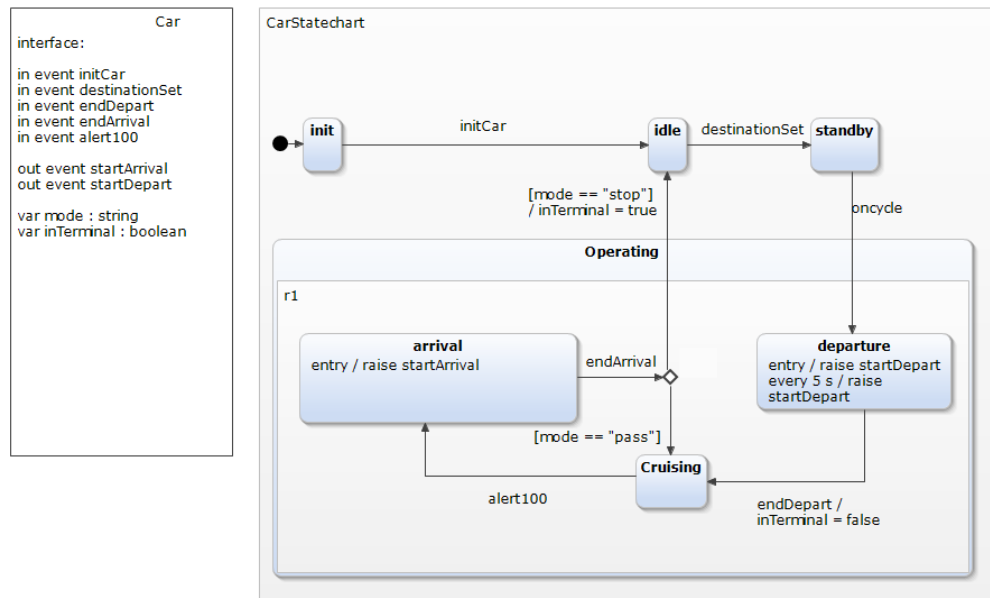 Car
interface:
in event initCar
in event destinationSet
in event endDepart
in event endArrival
in event alert100
out event startArrival
out event startDepart
var mode : string
var inTerminal : boolean
CarStatechart
init
initCar
idle
destinationSet
standby
[mode == "stop"]
/ inTerminal = true
oncycle
Operating
r1
arrival
entry / raise startArrival
endArrival
departure
entry / raise startDepart
every 5 s / raise
startDepart
[mode == "pass"]
Cruising
alert100
endDepart /
inTerminal = false